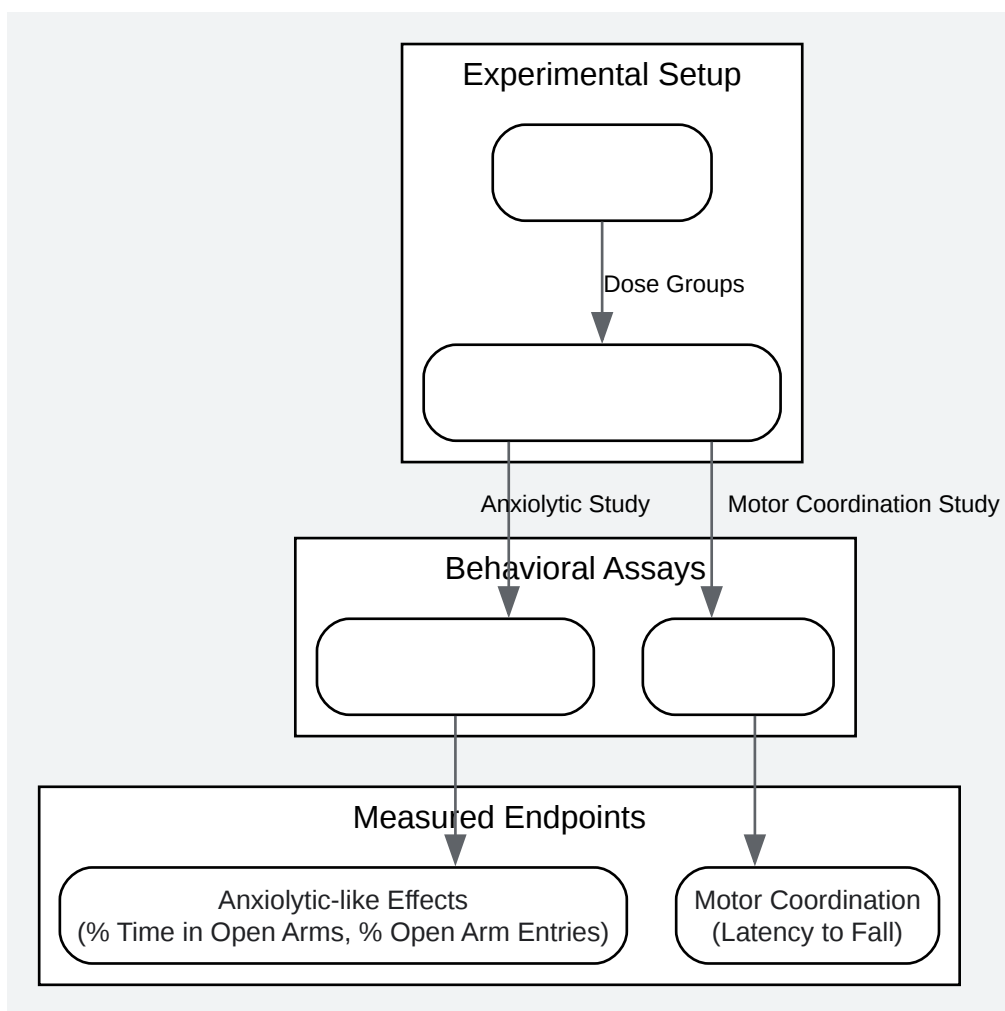 Experimental Setup
Dose Groups
Anxiolytic Study
Motor Coordination Study
Behavioral Assays
Measured Endpoints
Anxiolytic-like Effects
(% Time in Open Arms, % Open Arm Entries)
Motor Coordination
(Latency to Fall)